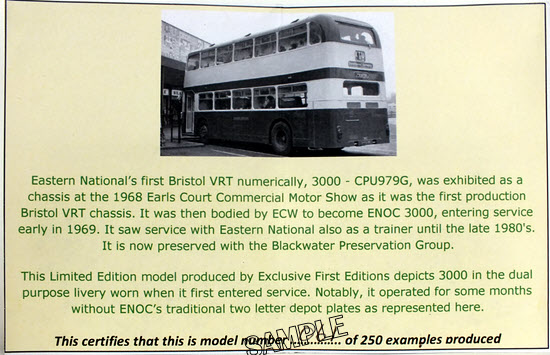 Eastern National's first Bristol VRT numerically, 3000 - CPU979G, was exhibited as a
chassis at the 1968 Earls Court Commercial Motor Show as it was the first production
Bristol VRT chassis. It was then bodied by ECW to become ENOC 3000, entering service
early in 1969. It saw service with Eastern National also as a trainer until the late 1980's.
It is now preserved with the Blackwater Preservation Group.
This Limited Edition model produced by Exclusive First Editions depicts 3000 in the dual
purpose livery worn when it first entered service. Notably, it operated for some months
without ENOC's traditional two letter depot plates as represented here.
This certifies that this is model number ............ of 250 examples produced
SAMPLE